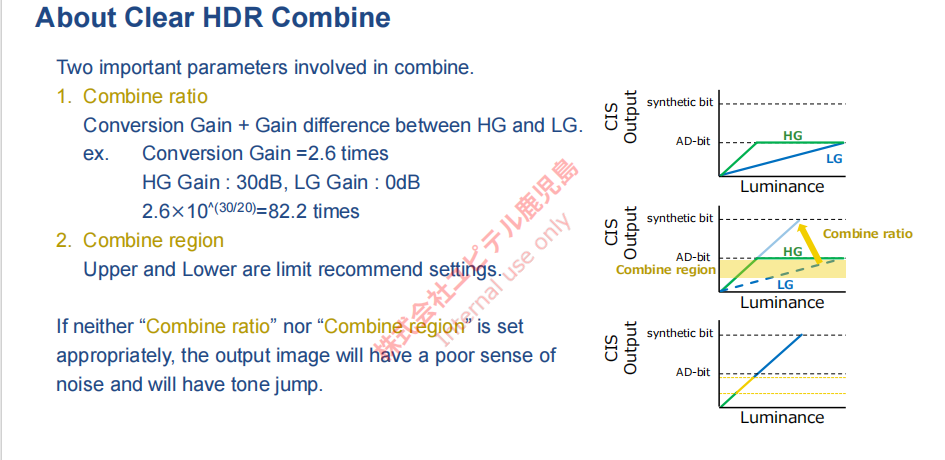 About Clear HDR Combine
Two important parameters involved in combine.
1. Combine ratio
Conversion Gain + Gain difference between HG and LG.
ex. Conversion Gain =2.6 times
HG Gain : 30dB, LG Gain : 0dB
2.6×10^(30/20)=82.2 times
2. Combine region
Upper and Lower are limit recommend settings.
If neither “Combine ratio” nor “Combine region” is set
appropriately, the output image will have a poor sense of
noise and will have tone jump.
株式会社ユピテル鹿児島
Internal use only
CIS
Output
synthetic bit
AD-bit
HG
LG
Luminance
CIS
Output
synthetic bit
Combine ratio
AD-bit
HG
Combine region
LG
Luminance
CIS
Output
synthetic bit
AD-bit
Luminance